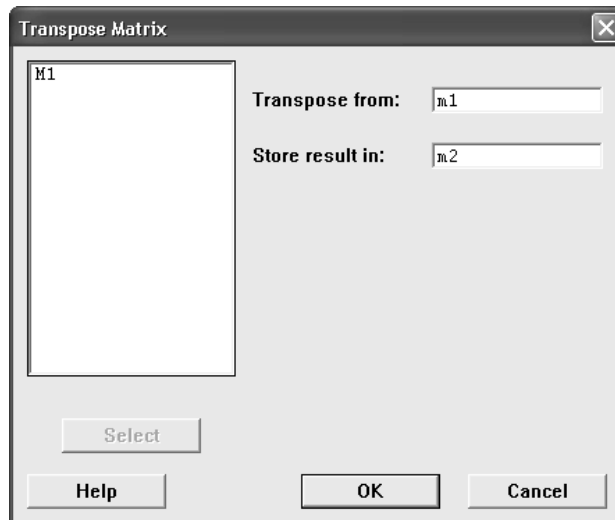 Transpose Matrix
M1
Transpose from: m1
Store result in: m2
Select
Help OK Cancel